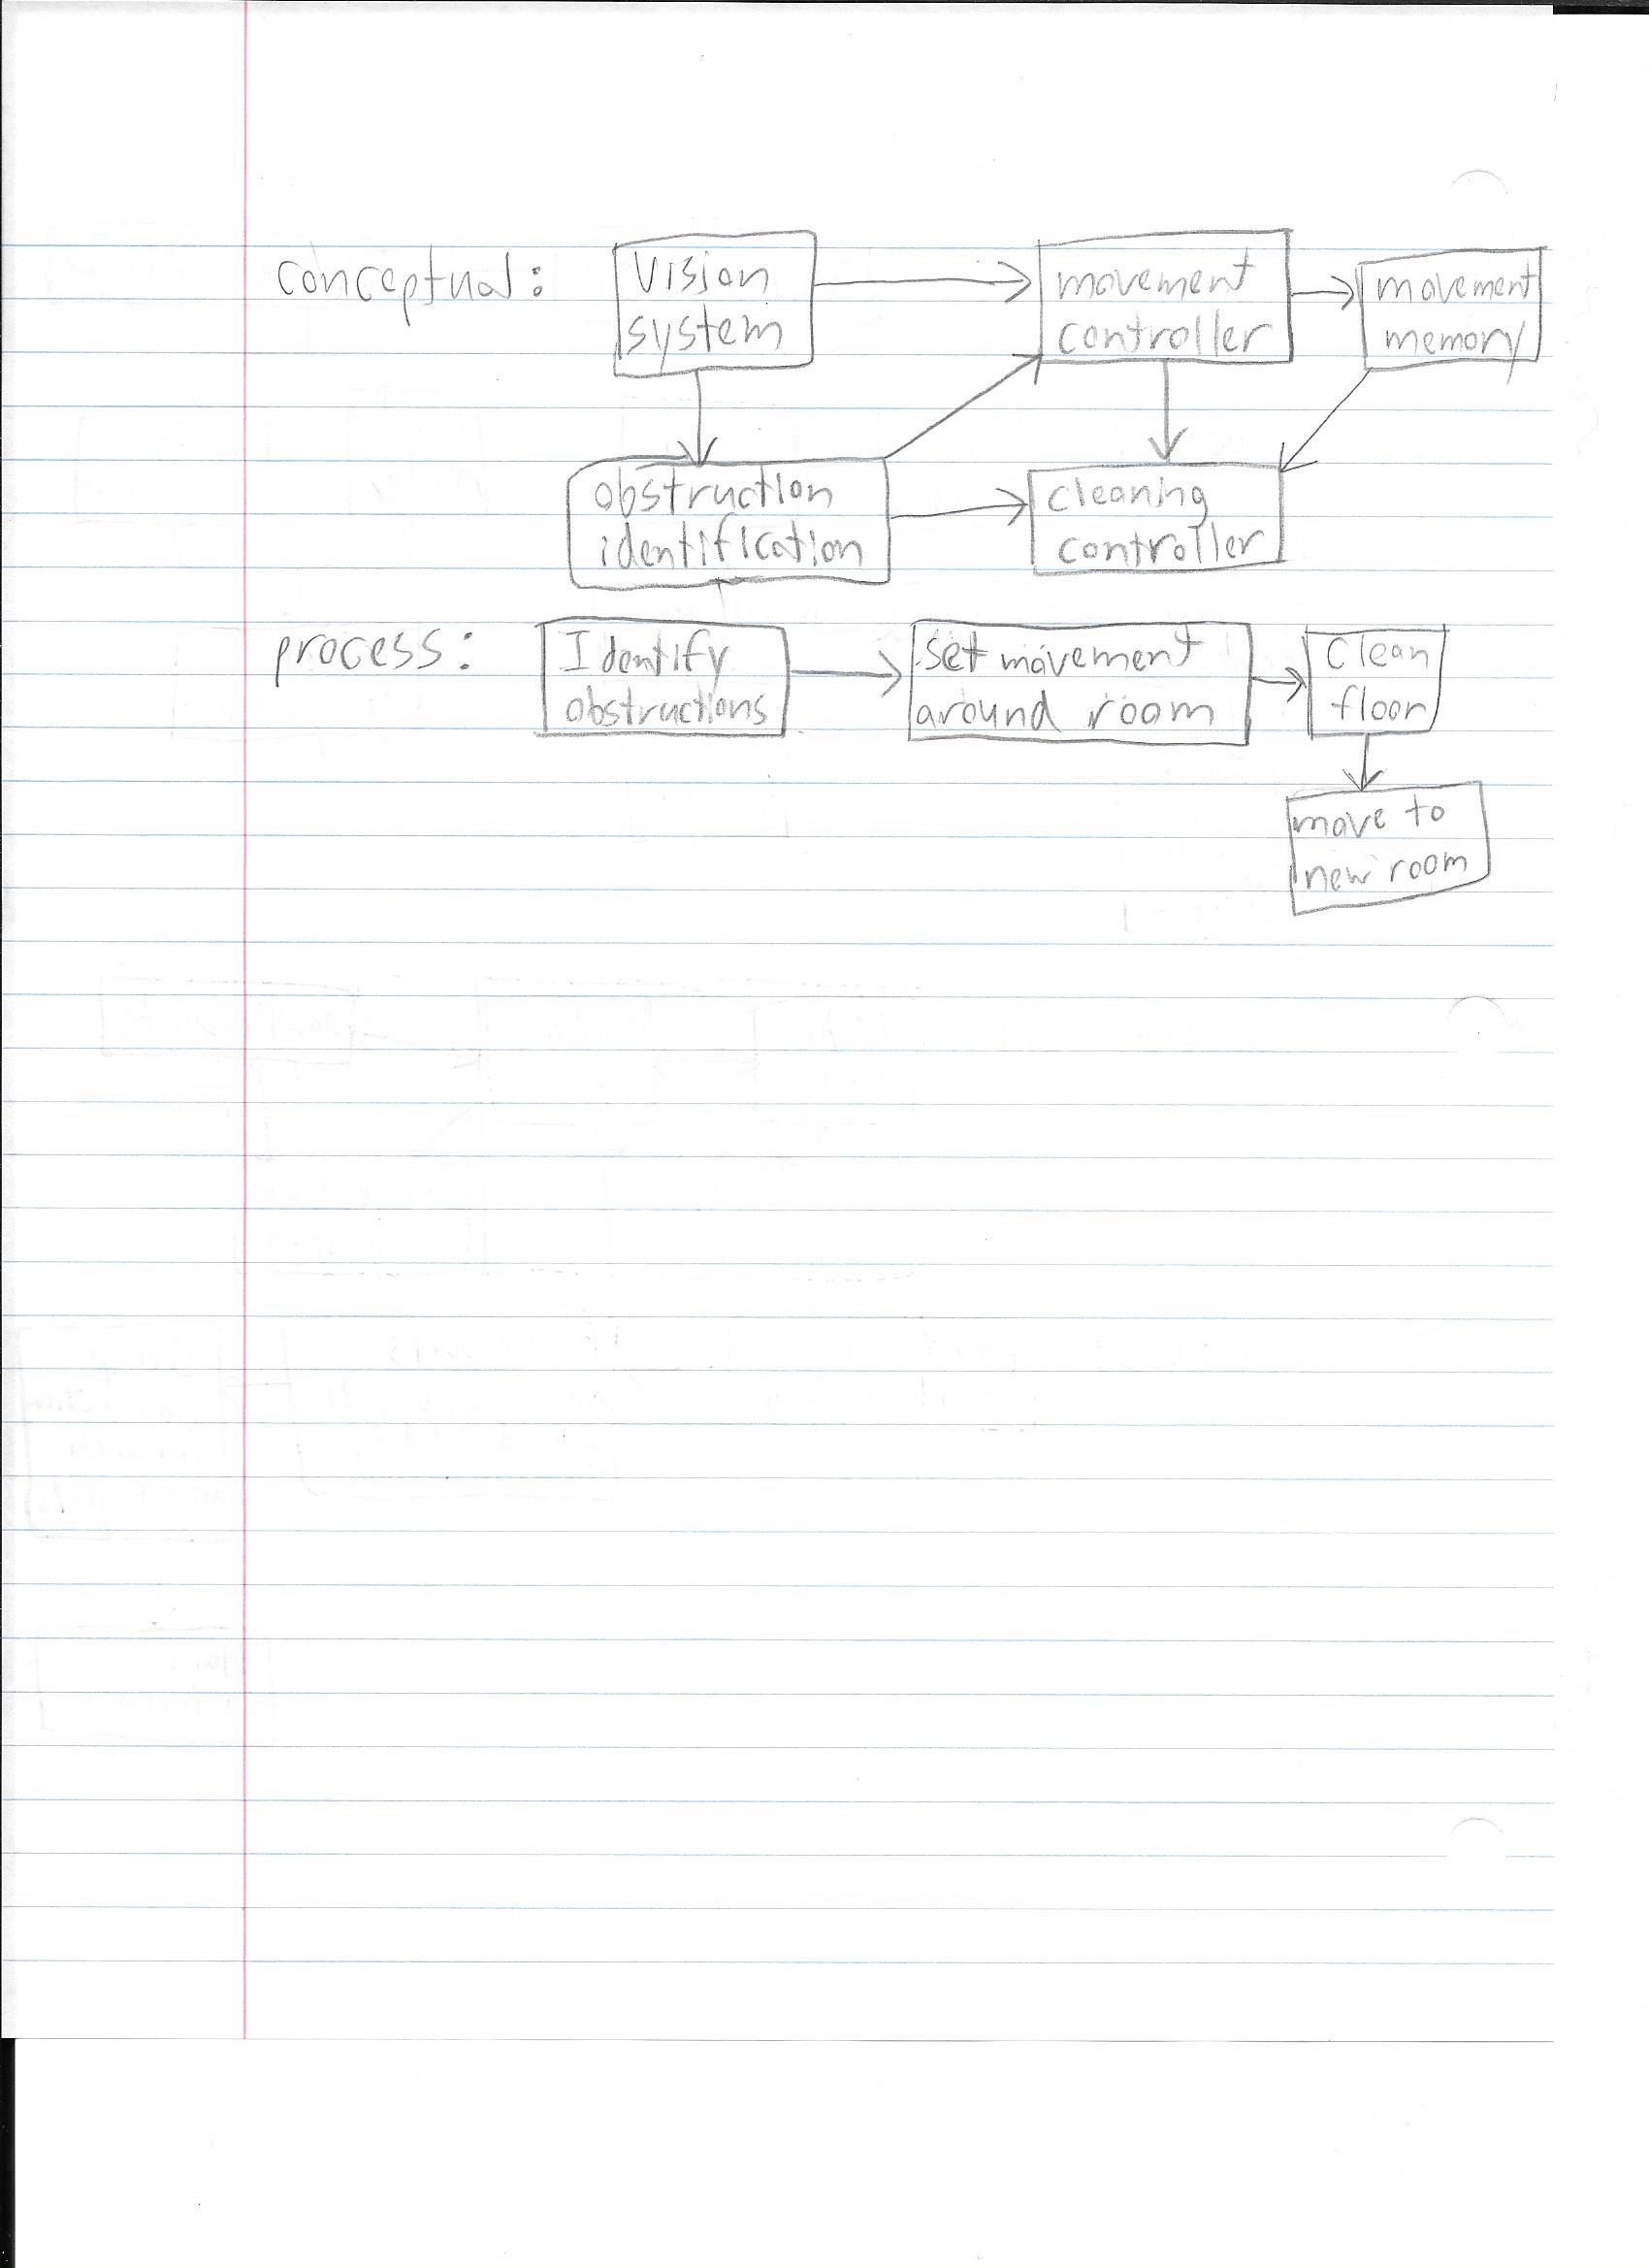 conceptual:
Vision
system
movement
controller
movement
memory
obstruction
identification
cleaning
controller
process:
Identify
obstructions
set movement
around room
clean
floor
move to
new room